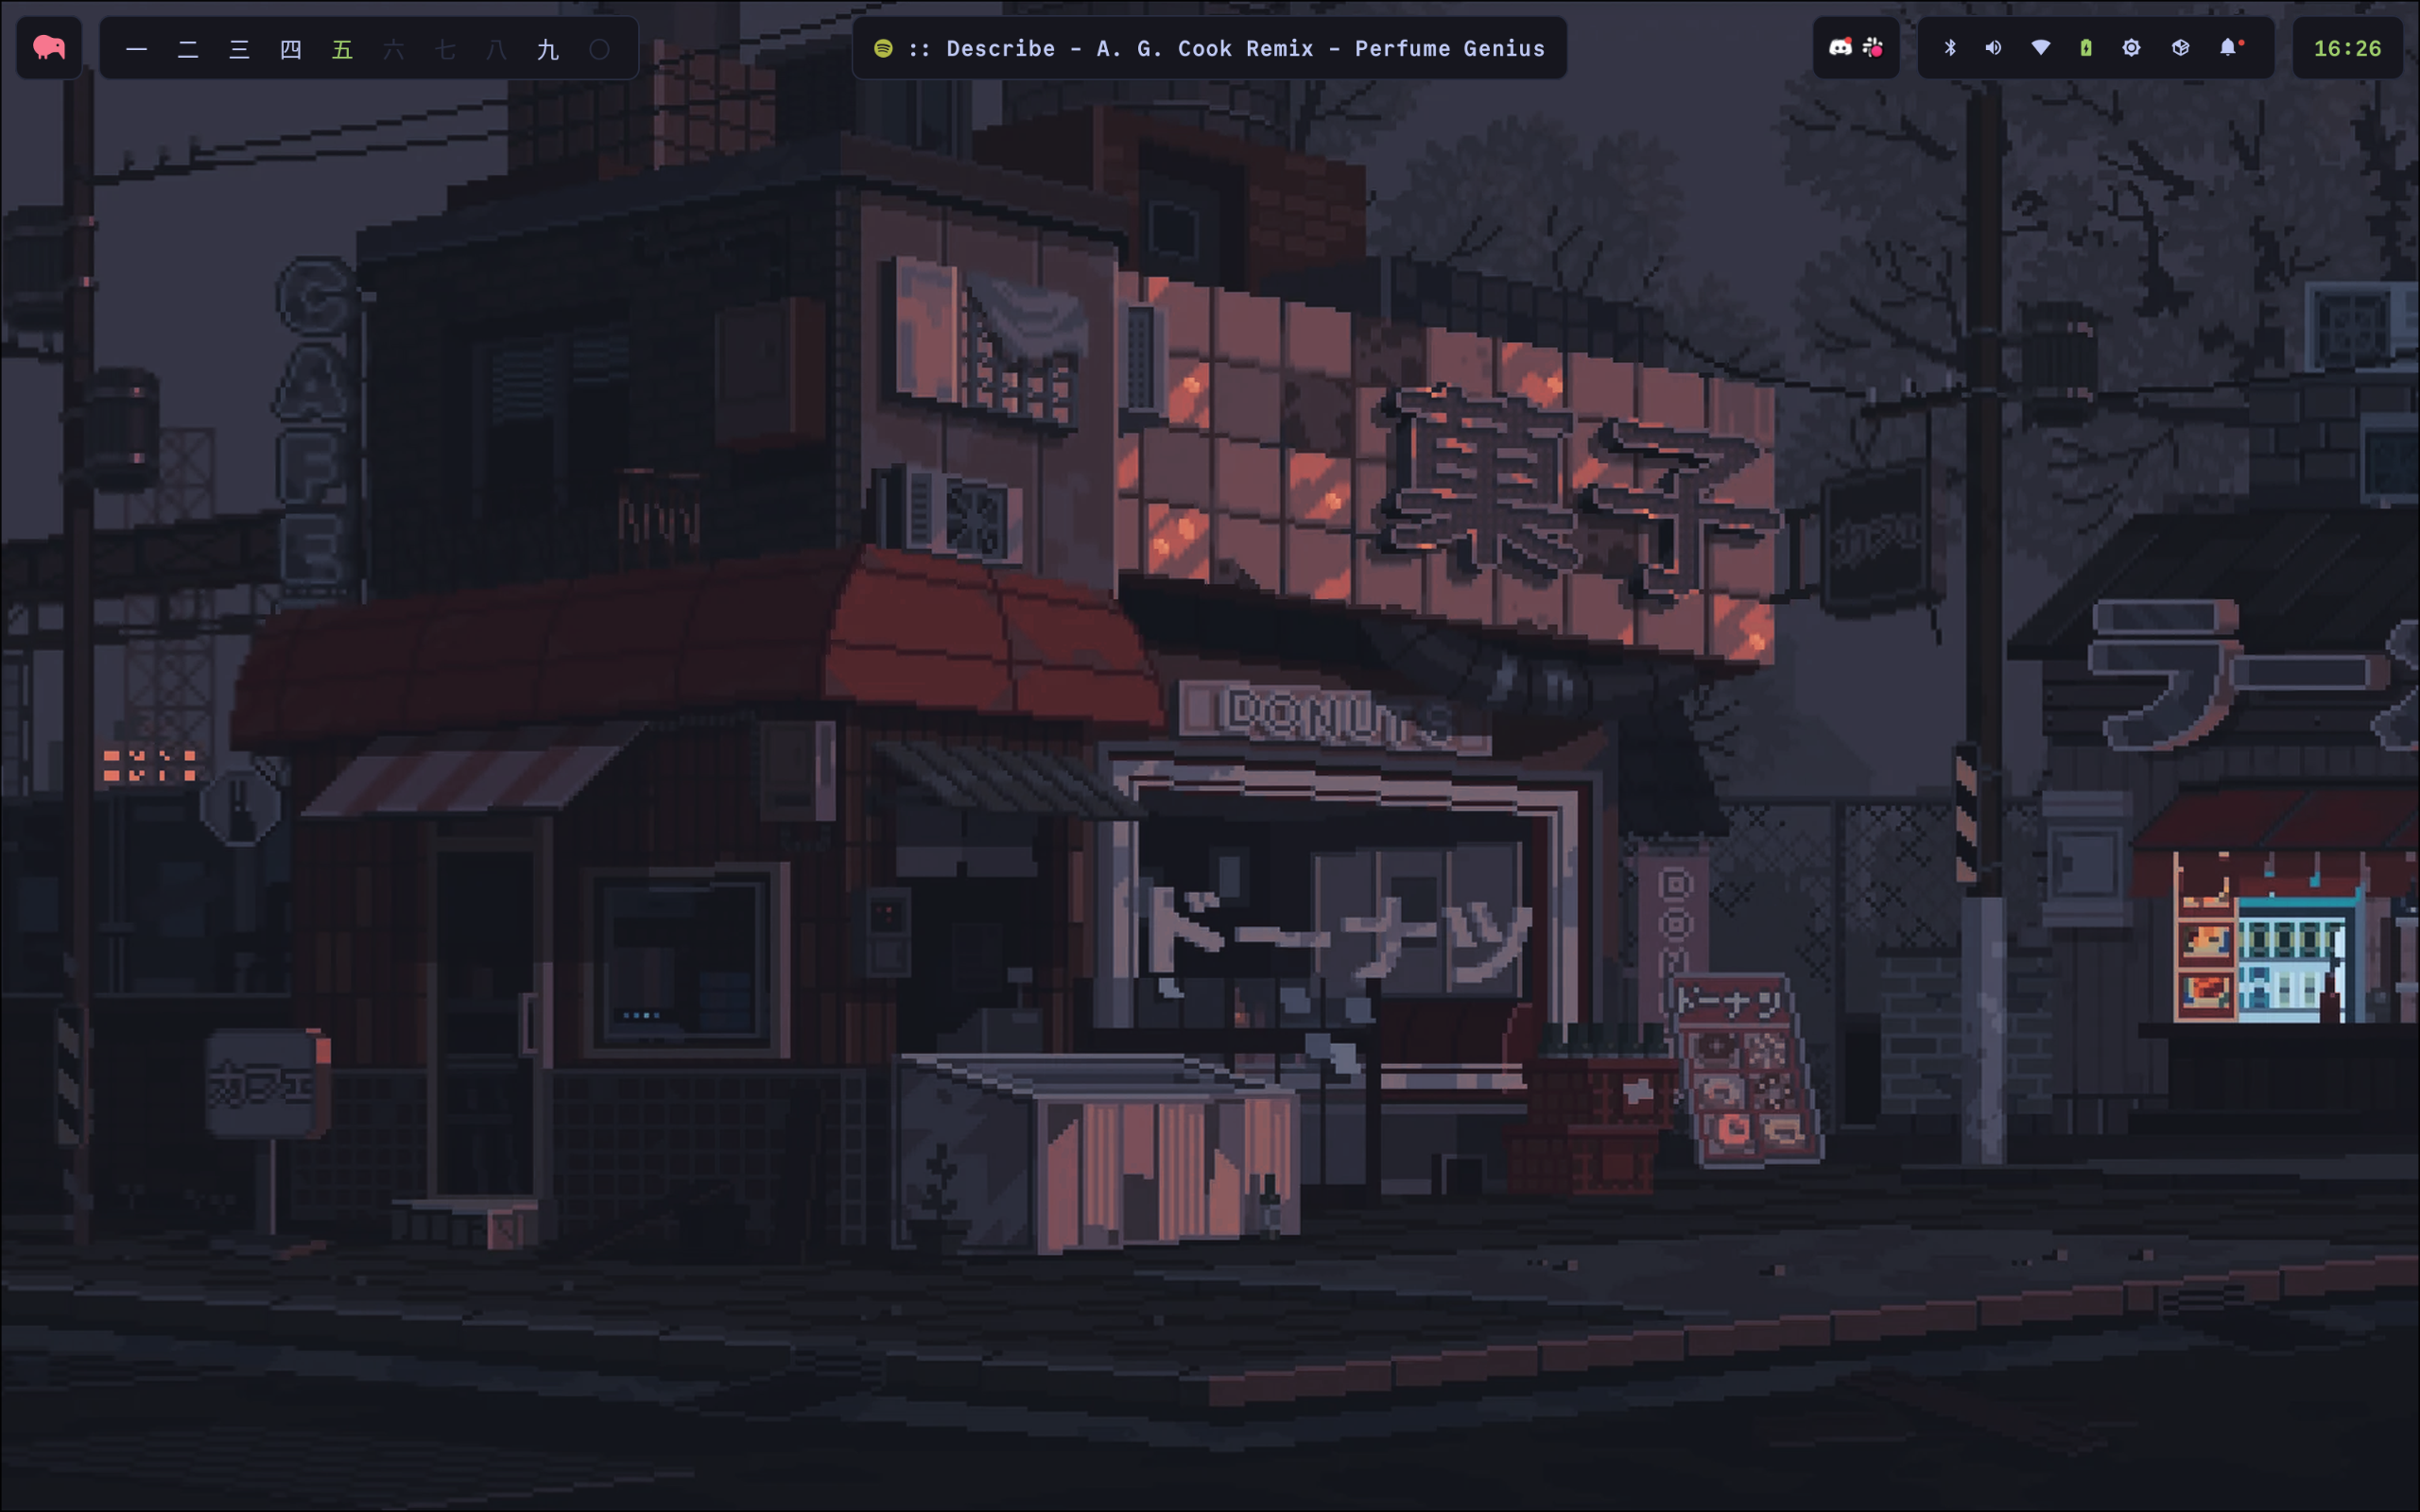 一 二 三 四 五 六 七 八 九 〇
:: Describe - A. G. Cook Remix - Perfume Genius
16:26
CAFE
菓子
DONUTS
ラーン
ドーナツ
ドーナツ
カフェ